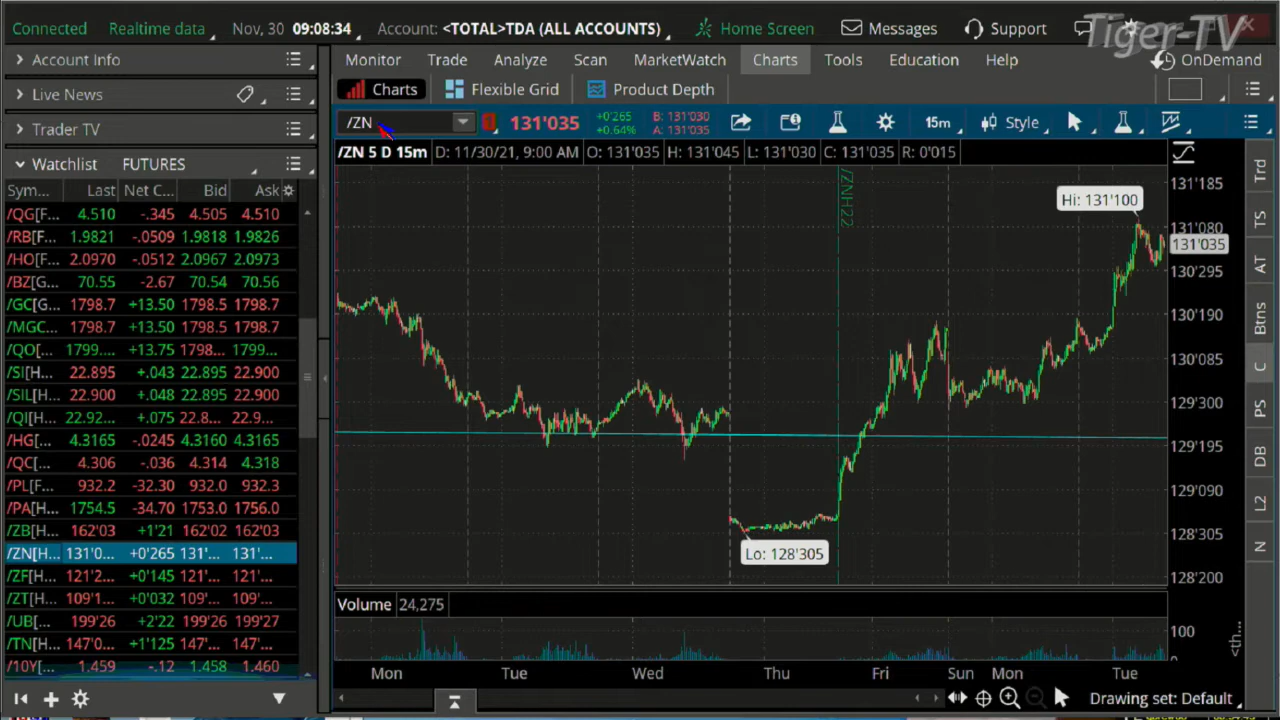 Connected Realtime data Nov, 30 09:08:34 Account: <TOTAL>TDA (ALL ACCOUNTS) Home Screen Messages Support
Tiger-TV
OnDemand
Account Info
Live News
Trader TV
Watchlist FUTURES
Sym... Last Net C... Bid Ask
/QG[F... 4.510 -.345 4.505 4.510
/RB[F... 1.9821 -.0509 1.9818 1.9826
/HO[F... 2.0970 -.0512 2.0967 2.0973
/BZ[G... 70.55 -2.67 70.54 70.56
/GC[G... 1798.7 +13.50 1798.5 1798.7
/MGC... 1798.7 +13.50 1798.5 1798.7
/QO[... 1799.... +13.75 1798... 1798...
/SI[H... 22.895 +.043 22.895 22.900
/SIL[... 22.900 +.048 22.895 22.900
/QI[H... 22.92... +.075 22.8... 22.9...
/HG[... 4.3165 -.0245 4.3160 4.3165
/QC[... 4.306 -.036 4.314 4.318
/PL[F... 932.2 -32.30 932.0 932.3
/PA[H... 1754.5 -34.70 1753.0 1756.0
/ZB[H... 162'03 +1'21 162'02 162'03
/ZN[H... 131'0... +0'265 131'... 131'...
/ZF[H... 121'2... +0'145 121'... 121'...
/ZT[H... 109'1... +0'032 109'... 109'...
/UB[... 199'26 +2'22 199'26 199'27
/TN[H... 147'0... +1'125 147'... 147'...
/10Y[... 1.459 -.12 1.458 1.460
Monitor Trade Analyze Scan MarketWatch Charts Tools Education Help
Charts Flexible Grid Product Depth
/ZN 131'035 +0'265 B: 131'030 15m Style
+0.64% A: 131'035
/ZN 5 D 15m D: 11/30/21, 9:00 AM O: 131'035 H: 131'045 L: 131'030 C: 131'035 R: 0'015
/ZNH22
Hi: 131'100
Lo: 128'305
131'185
131'080
131'035
130'295
130'190
130'085
129'300
129'195
129'090
128'305
128'200
Volume 24,275
100
0
<th...
Mon Tue Wed Thu Fri Sun Mon Tue
Drawing set: Default
Trd
TS
AT
Btns
C
PS
DB
L2
N